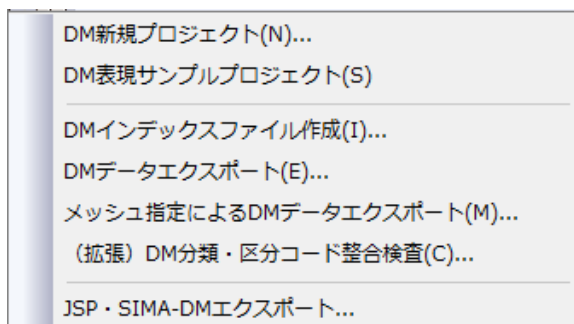 DM新規プロジェクト(N)...
DM表現サンプルプロジェクト(S)
DMインデックスファイル作成(I)...
DMデータエクスポート(E)...
メッシュ指定によるDMデータエクスポート(M)...
（拡張）DM分類・区分コード整合検査(C)...
JSP・SIMA-DMエクスポート...